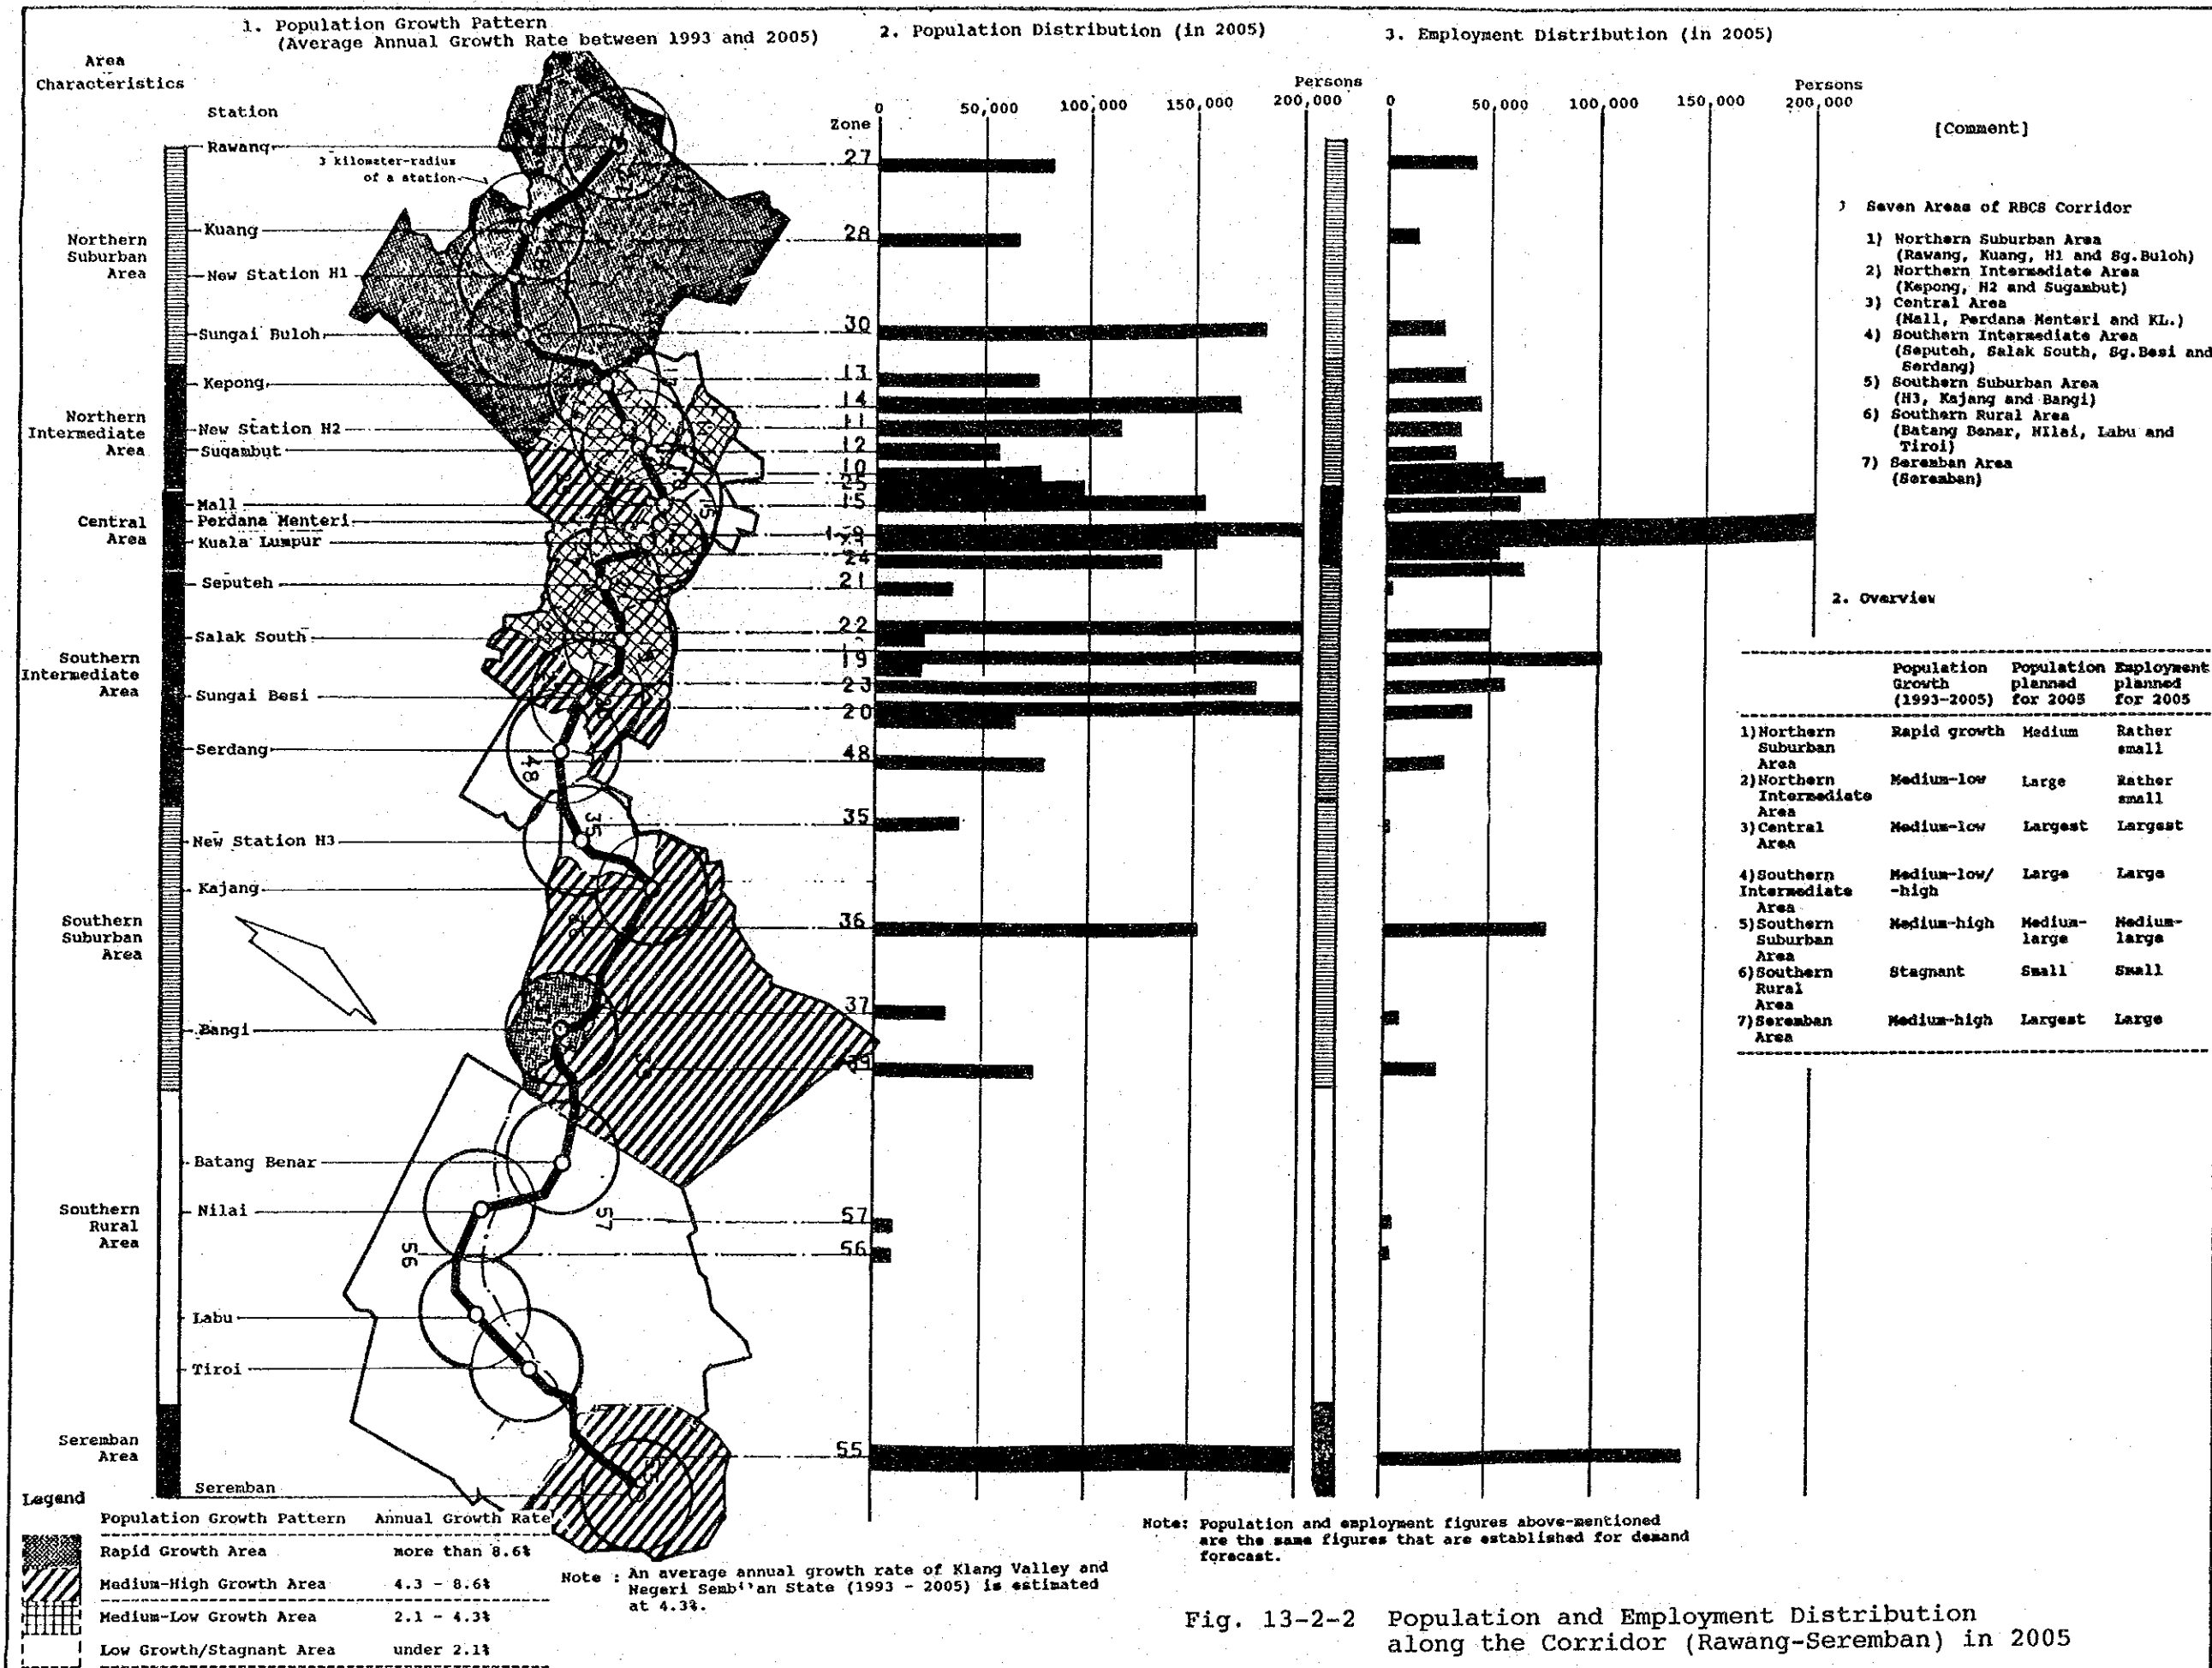 1. Population Growth Pattern
(Average Annual Growth Rate between 1993 and 2005)
2. Population Distribution (in 2005)
3. Employment Distribution (in 2005)
Area
Characteristics
Station
3 kilometer-radius
of a station
Rawang
Kuang
New Station H1
Sungai Buloh
Kepong
New Station H2
Sugambut
Mall
Perdana Menteri
Kuala Lumpur
Seputeh
Salak South
Sungai Besi
Serdang
New Station H3
Kajang
Bangi
Batang Benar
Nilai
Labu
Tiroi
Seremban
Northern
Suburban
Area
Northern
Intermediate
Area
Central
Area
Southern
Intermediate
Area
Southern
Suburban
Area
Southern
Rural
Area
Seremban
Area
48
35
57
56
Zone
27
28
30
13
14
11
12
10
25
15
24
21
22
19
23
20
48
35
36
37
39
57
56
55
Persons
0 50,000 100,000 150,000 200,000
Persons
0 50,000 100,000 150,000 200,000
[Comment]
Seven Areas of RBCS Corridor
1) Northern Suburban Area
(Rawang, Kuang, H1 and Sg.Buloh)
2) Northern Intermediate Area
(Kepong, H2 and Sugambut)
3) Central Area
(Mall, Perdana Menteri and KL.)
4) Southern Intermediate Area
(Seputeh, Salak South, Sg.Besi and
Serdang)
5) Southern Suburban Area
(H3, Kajang and Bangi)
6) Southern Rural Area
(Batang Benar, Nilai, Labu and
Tiroi)
7) Seremban Area
(Seremban)
2. Overview
Population Population Employment
Growth planned planned
(1993-2005) for 2005 for 2005
1)Northern Rapid growth Medium Rather
Suburban small
Area
2)Northern Medium-low Large Rather
Intermediate small
Area
3)Central Medium-low Largest Largest
Area
4)Southern Medium-low/ Large Large
Intermediate -high
Area
5)Southern Medium-high Medium- Medium-
Suburban large large
Area
6)Southern Stagnant Small Small
Rural
Area
7)Seremban Medium-high Largest Large
Area
Legend
Population Growth Pattern Annual Growth Rate
Rapid Growth Area more than 8.6%
Medium-High Growth Area 4.3 - 8.6%
Medium-Low Growth Area 2.1 - 4.3%
Low Growth/Stagnant Area under 2.1%
Note : An average annual growth rate of Klang Valley and
Negeri State (1993 - 2005) is estimated
at 4.3%.
Note: Population and employment figures above-mentioned
are the same figures that are established for demand
forecast.
Fig. 13-2-2 Population and Employment Distribution
along the Corridor (Rawang-Seremban) in 2005